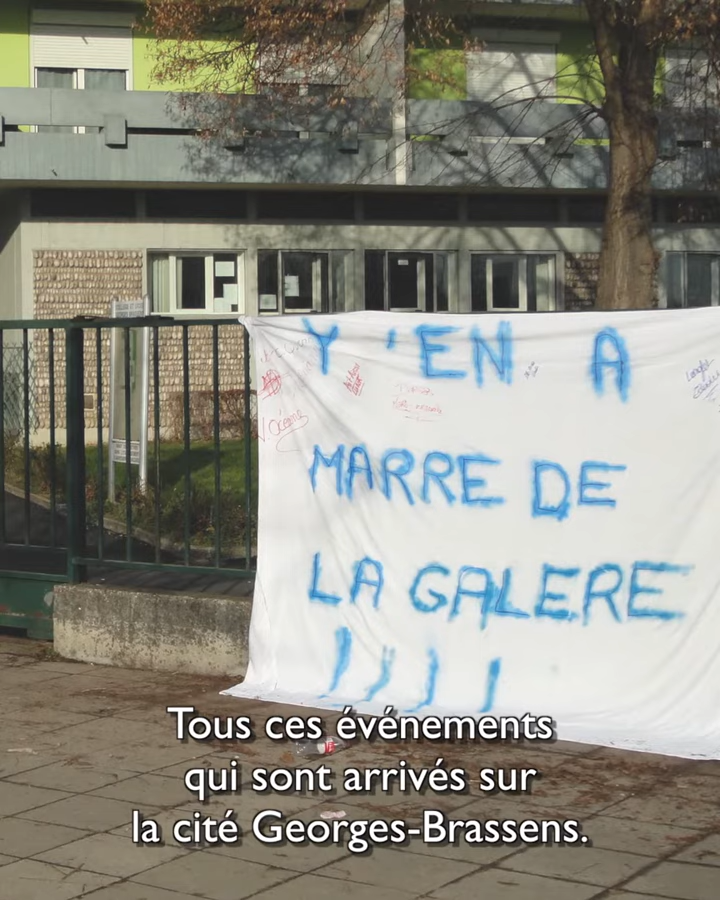 Y 'EN A
MARRE DE
LA GALERE
! ! ! !
Tous ces événements
qui sont arrivés sur
la cité Georges-Brassens.